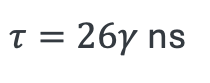 τ = 26γ ns